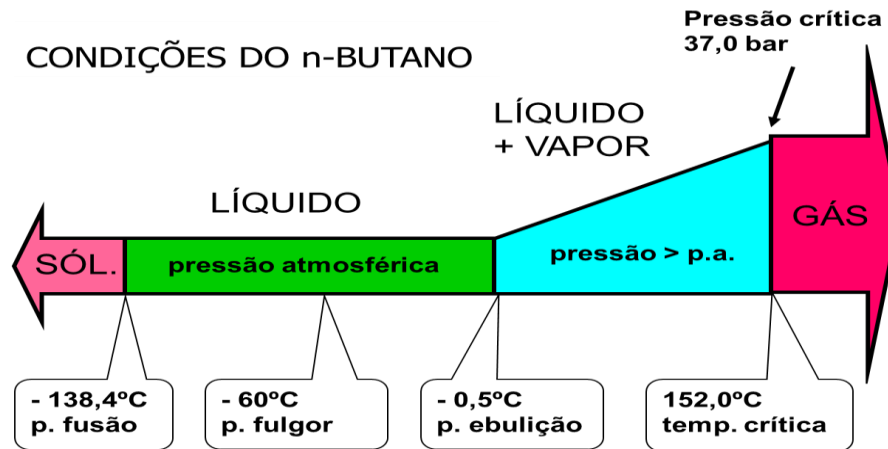 Pressão crítica
37,0 bar
CONDIÇÕES DO n-BUTANO
LÍQUIDO
+ VAPOR
LÍQUIDO
GÁS
SÓL.
pressão atmosférica
pressão > p.a.
- 138,4ºC
p. fusão
- 60ºC
p. fulgor
- 0,5ºC
p. ebulição
152,0ºC
temp. crítica